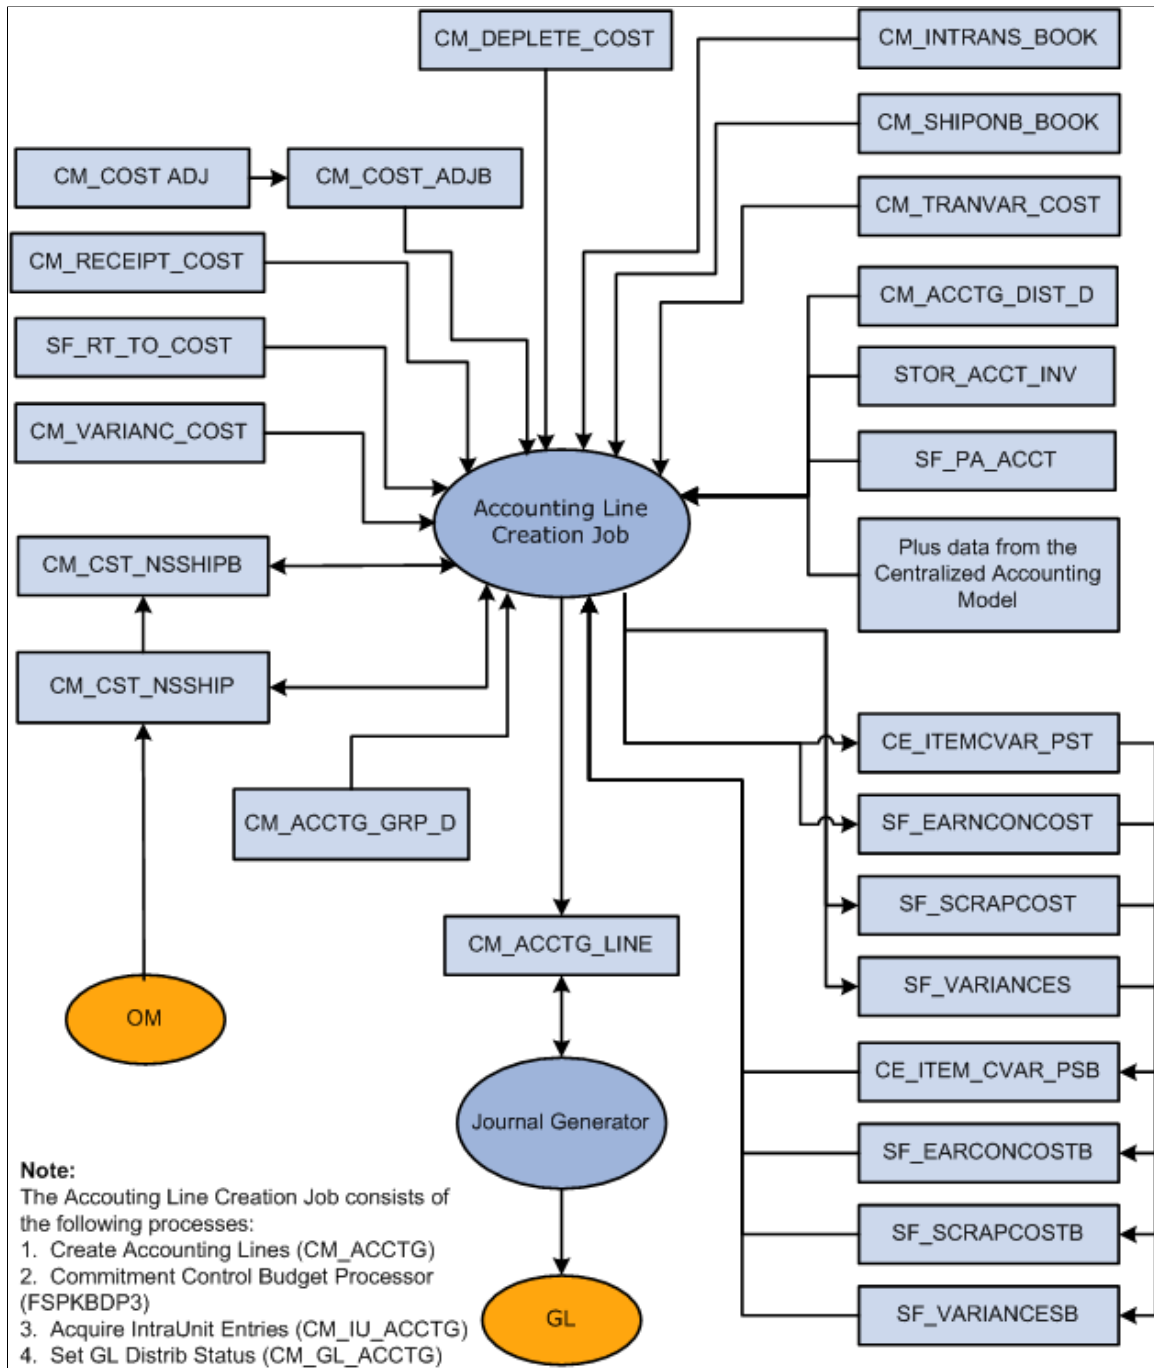 CM_DEPLETE_COST
CM_INTRANS_BOOK
CM_SHIPONB_BOOK
CM_COST ADJ
CM_COST_ADJB
CM_TRANVAR_COST
CM_RECEIPT_COST
CM_ACCTG_DIST_D
SF_RT_TO_COST
STOR_ACCT_INV
CM_VARIANC_COST
SF_PA_ACCT
Accounting Line
Creation Job
Plus data from the
Centralized Accounting
Model
CM_CST_NSSHIPB
CM_CST_NSSHIP
CE_ITEMCVAR_PST
CM_ACCTG_GRP_D
SF_EARNCONCOST
SF_SCRAPCOST
CM_ACCTG_LINE
SF_VARIANCES
OM
CE_ITEM_CVAR_PSB
Journal Generator
SF_EARCONCOSTB
SF_SCRAPCOSTB
SF_VARIANCESB
GL
Note:
The Accouting Line Creation Job consists of
the following processes:
1. Create Accounting Lines (CM_ACCTG)
2. Commitment Control Budget Processor
(FSPKBDP3)
3. Acquire IntraUnit Entries (CM_IU_ACCTG)
4. Set GL Distrib Status (CM_GL_ACCTG)